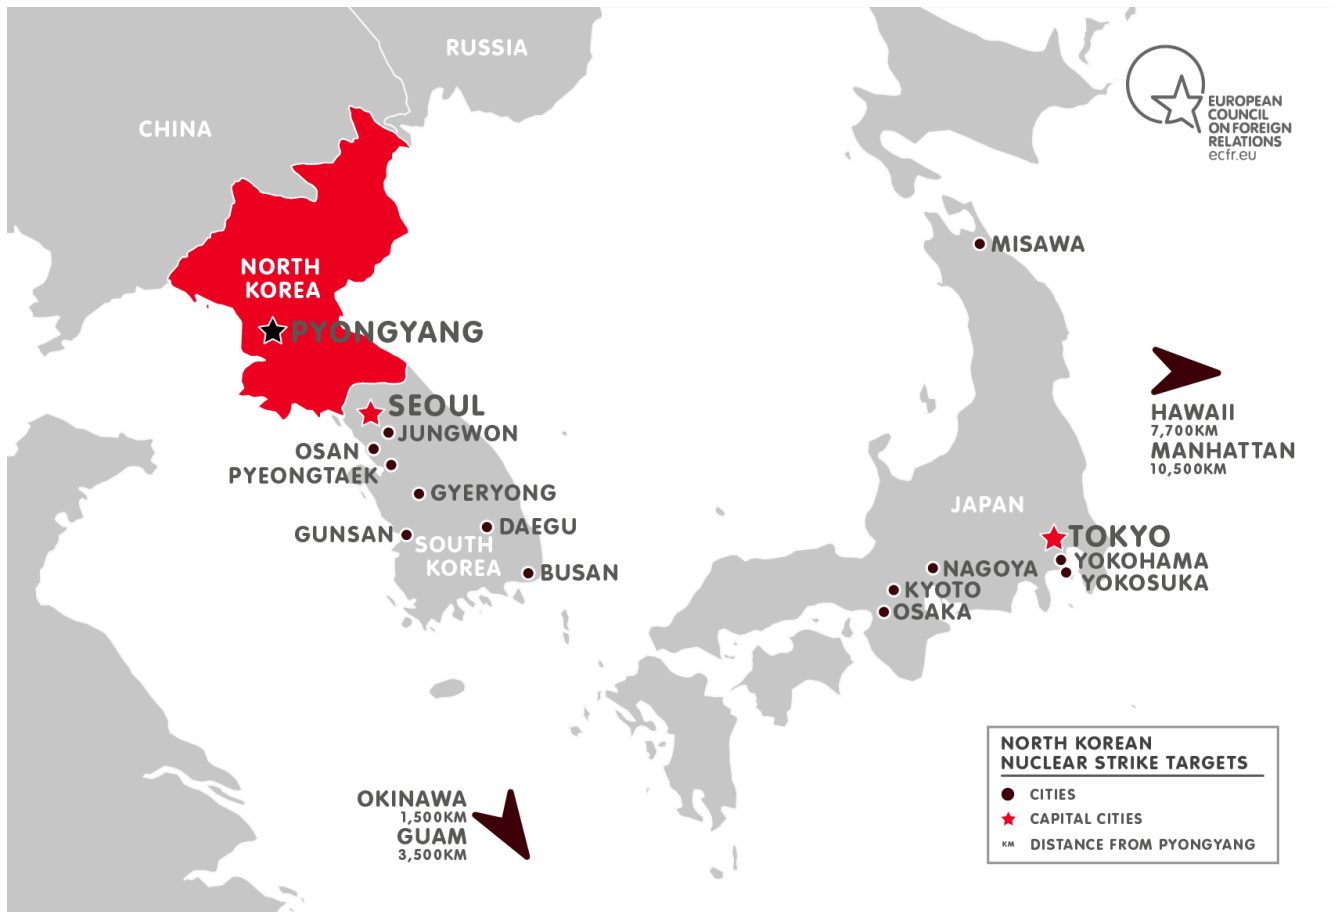 RUSSIA
CHINA
EUROPEAN
COUNCIL
ON FOREIGN
RELATIONS
ecfr.eu
MISAWA
NORTH
KOREA
PYONGYANG
HAWAII
7,700KM
MANHATTAN
10,500KM
SEOUL
JUNGWON
OSAN
PYEONGTAEK
GYERYONG
GUNSAN
DAEGU
SOUTH
KOREA
BUSAN
JAPAN
TOKYO
YOKOHAMA
YOKOSUKA
NAGOYA
KYOTO
OSAKA
OKINAWA
1,500KM
GUAM
3,500KM
NORTH KOREAN
NUCLEAR STRIKE TARGETS
CITIES
CAPITAL CITIES
KM DISTANCE FROM PYONGYANG